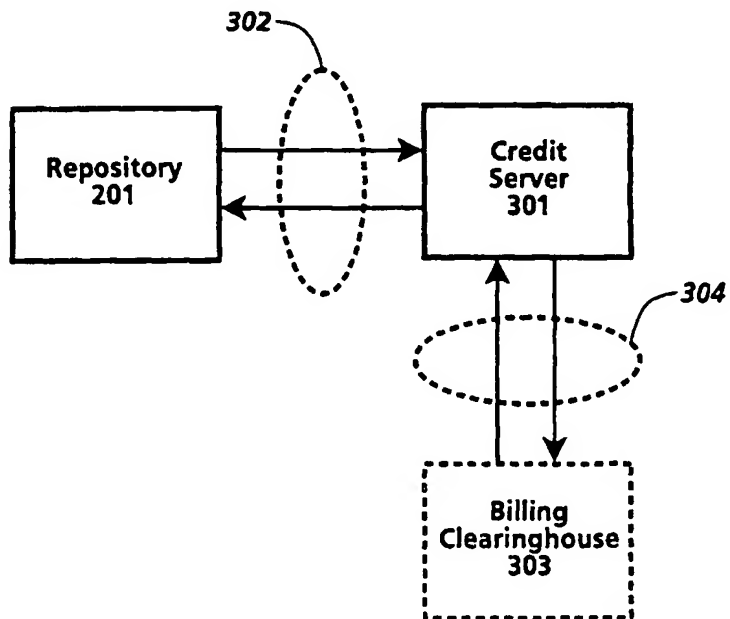 302
Repository
201
Credit
Server
301
304
Billing
Clearinghouse
303